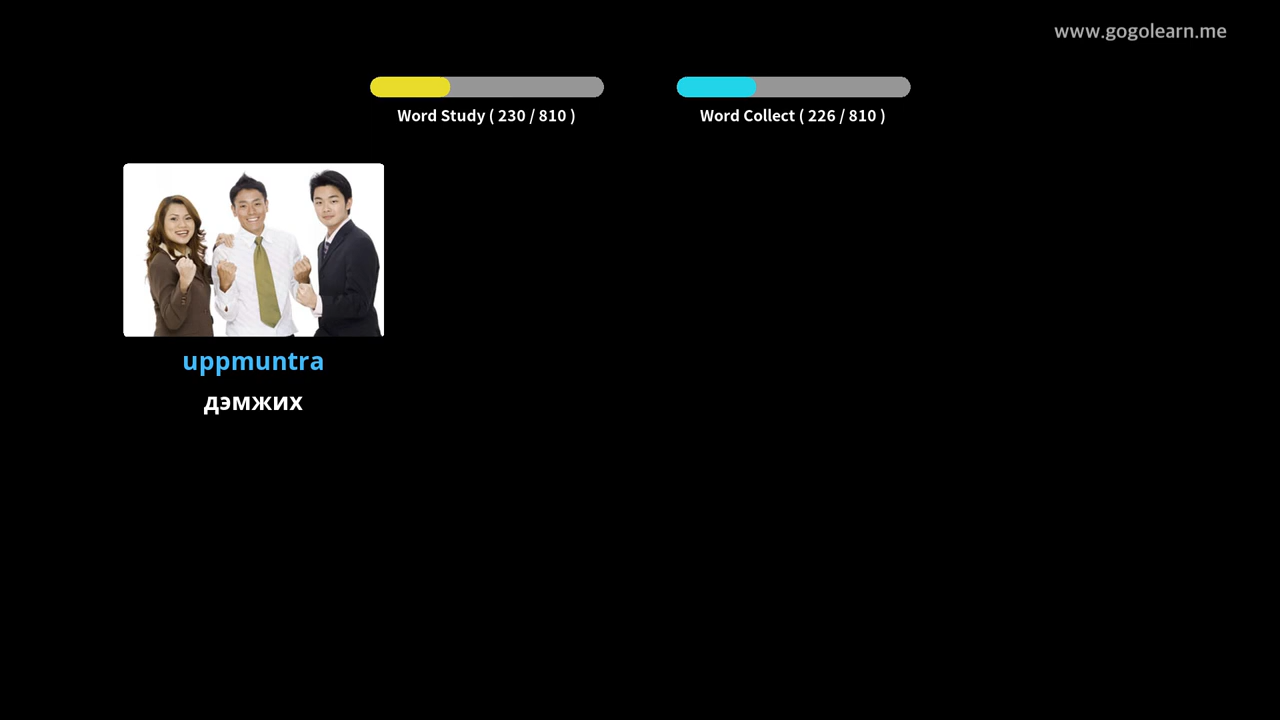 www.gogolearn.me
Word Study ( 230 / 810 )
Word Collect ( 226 / 810 )
uppmuntra
дэмжих